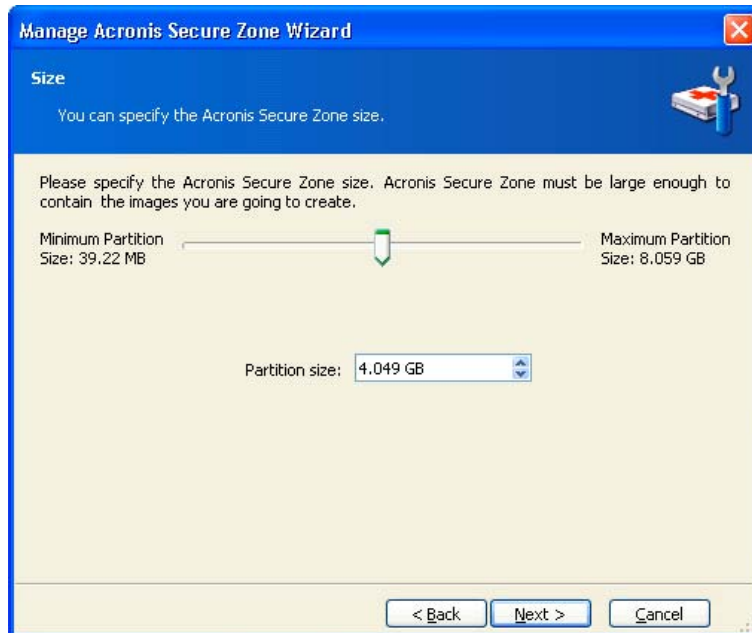 Manage Acronis Secure Zone Wizard
Size
You can specify the Acronis Secure Zone size.
Please specify the Acronis Secure Zone size. Acronis Secure Zone must be large enough to
contain the images you are going to create.
Minimum Partition
Size: 39.22 MB
Maximum Partition
Size: 8.059 GB
Partition size: 4.049 GB
< Back Next > Cancel